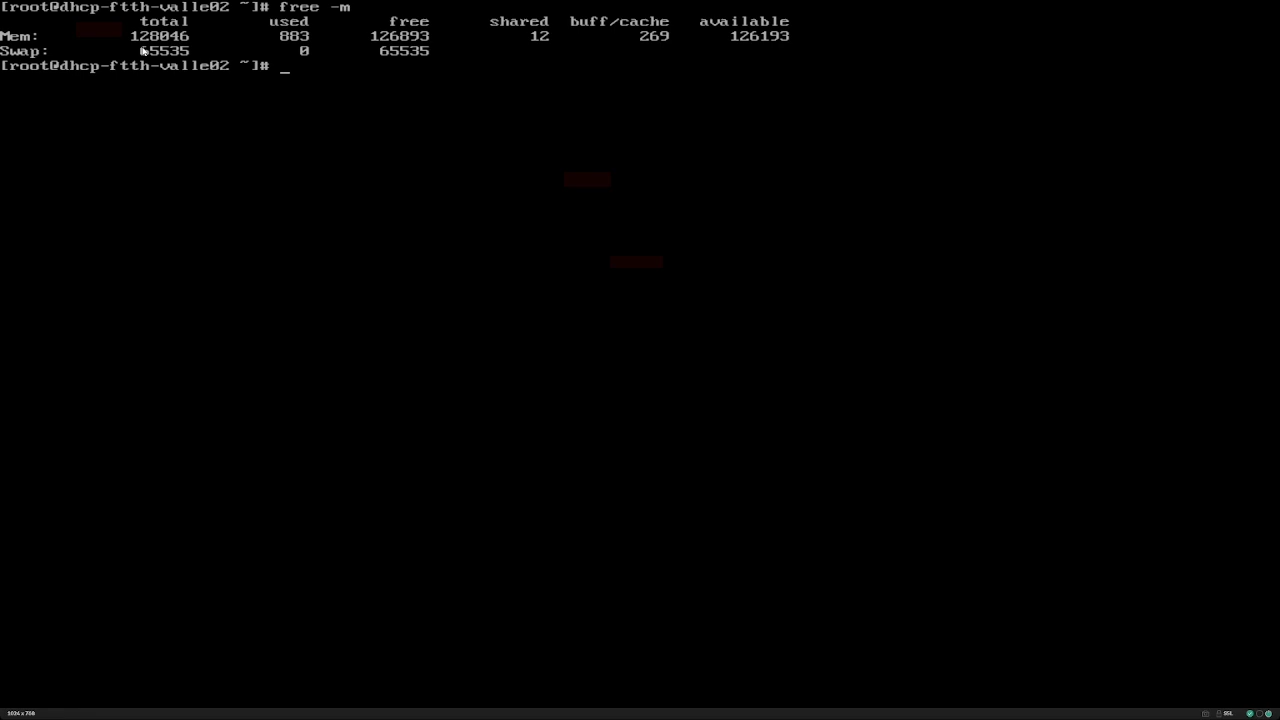 [root@dhcp-ftth-valle02 ~]# free -m
total used free shared buff/cache available
Mem: 128046 883 126893 12 269 126193
Swap: 65535 0 65535
[root@dhcp-ftth-valle02 ~]# _
1024 x 768 SSL